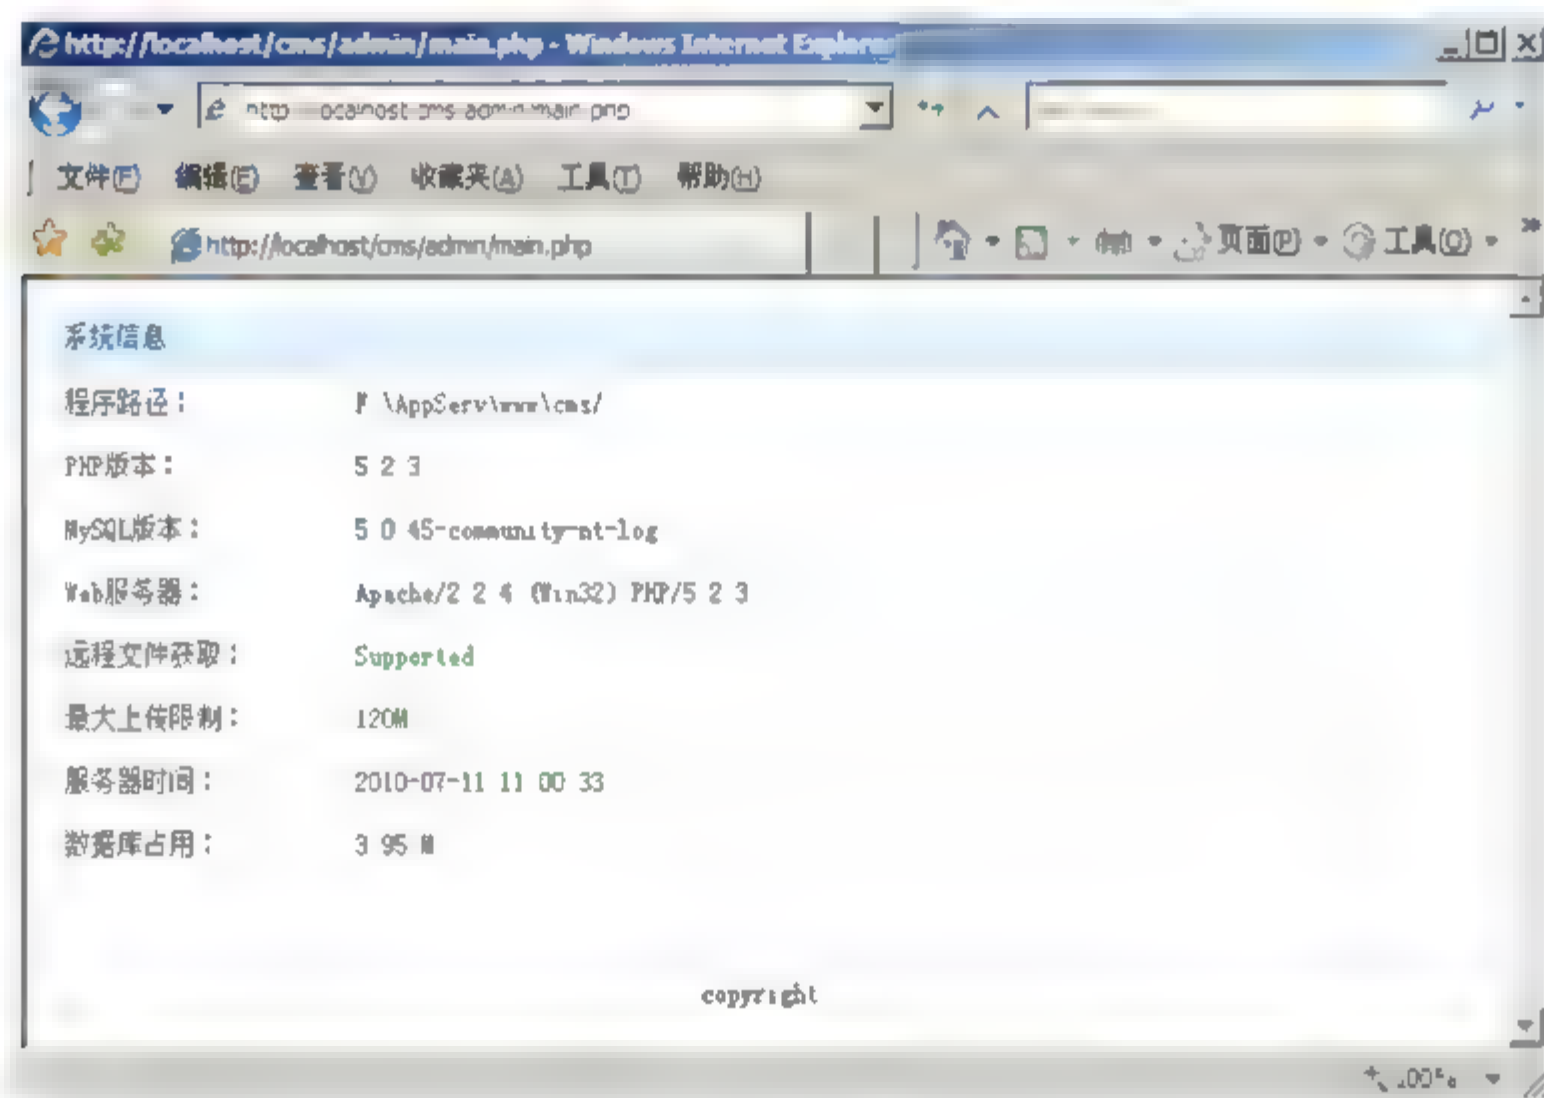 http://localhost/cms/admin/main.php - Windows Internet Explorer
文件(F) 编辑(E) 查看(V) 收藏夹(A) 工具(T) 帮助(H)
http://localhost/cms/admin/main.php 页面(P) 工具(O)
系统信息
程序路径: F \AppServ\www\cms/
PHP版本: 5 2 3
MySQL版本: 5 0 45-community-nt-log
Web服务器: Apache/2 2 4 (Win32) PHP/5 2 3
远程文件获取: Supported
最大上传限制: 120M
服务器时间: 2010-07-11 11 00 33
数据库占用: 3 95 M
copyright